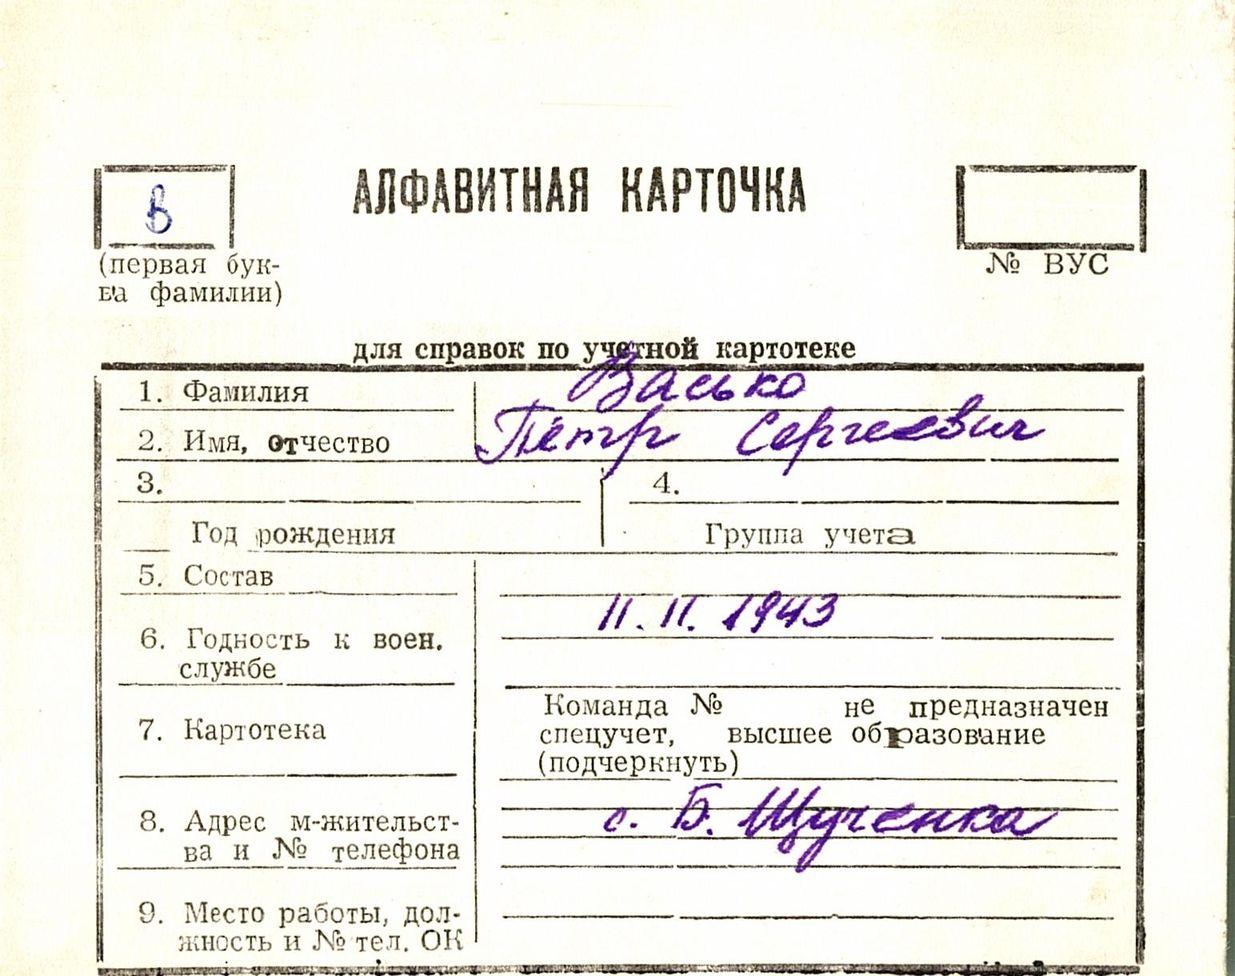 В
АЛФАВИТНАЯ КАРТОЧКА
(первая бук-
ва фамилии)
№ ВУС
для справок по учетной картотеке
1. Фамилия Васько
2. Имя, отчество Пётр Сергеевич
3. 4.
Год рождения Группа учета
5. Состав
11.11.1943
6. Годность к воен.
службе
7. Картотека
Команда № не предназначен
спецучет, высшее образование
(подчеркнуть)
8. Адрес м-жительст-
ва и № телефона
с. Б. Щученка
9. Место работы, дол-
жность и № тел. ОК